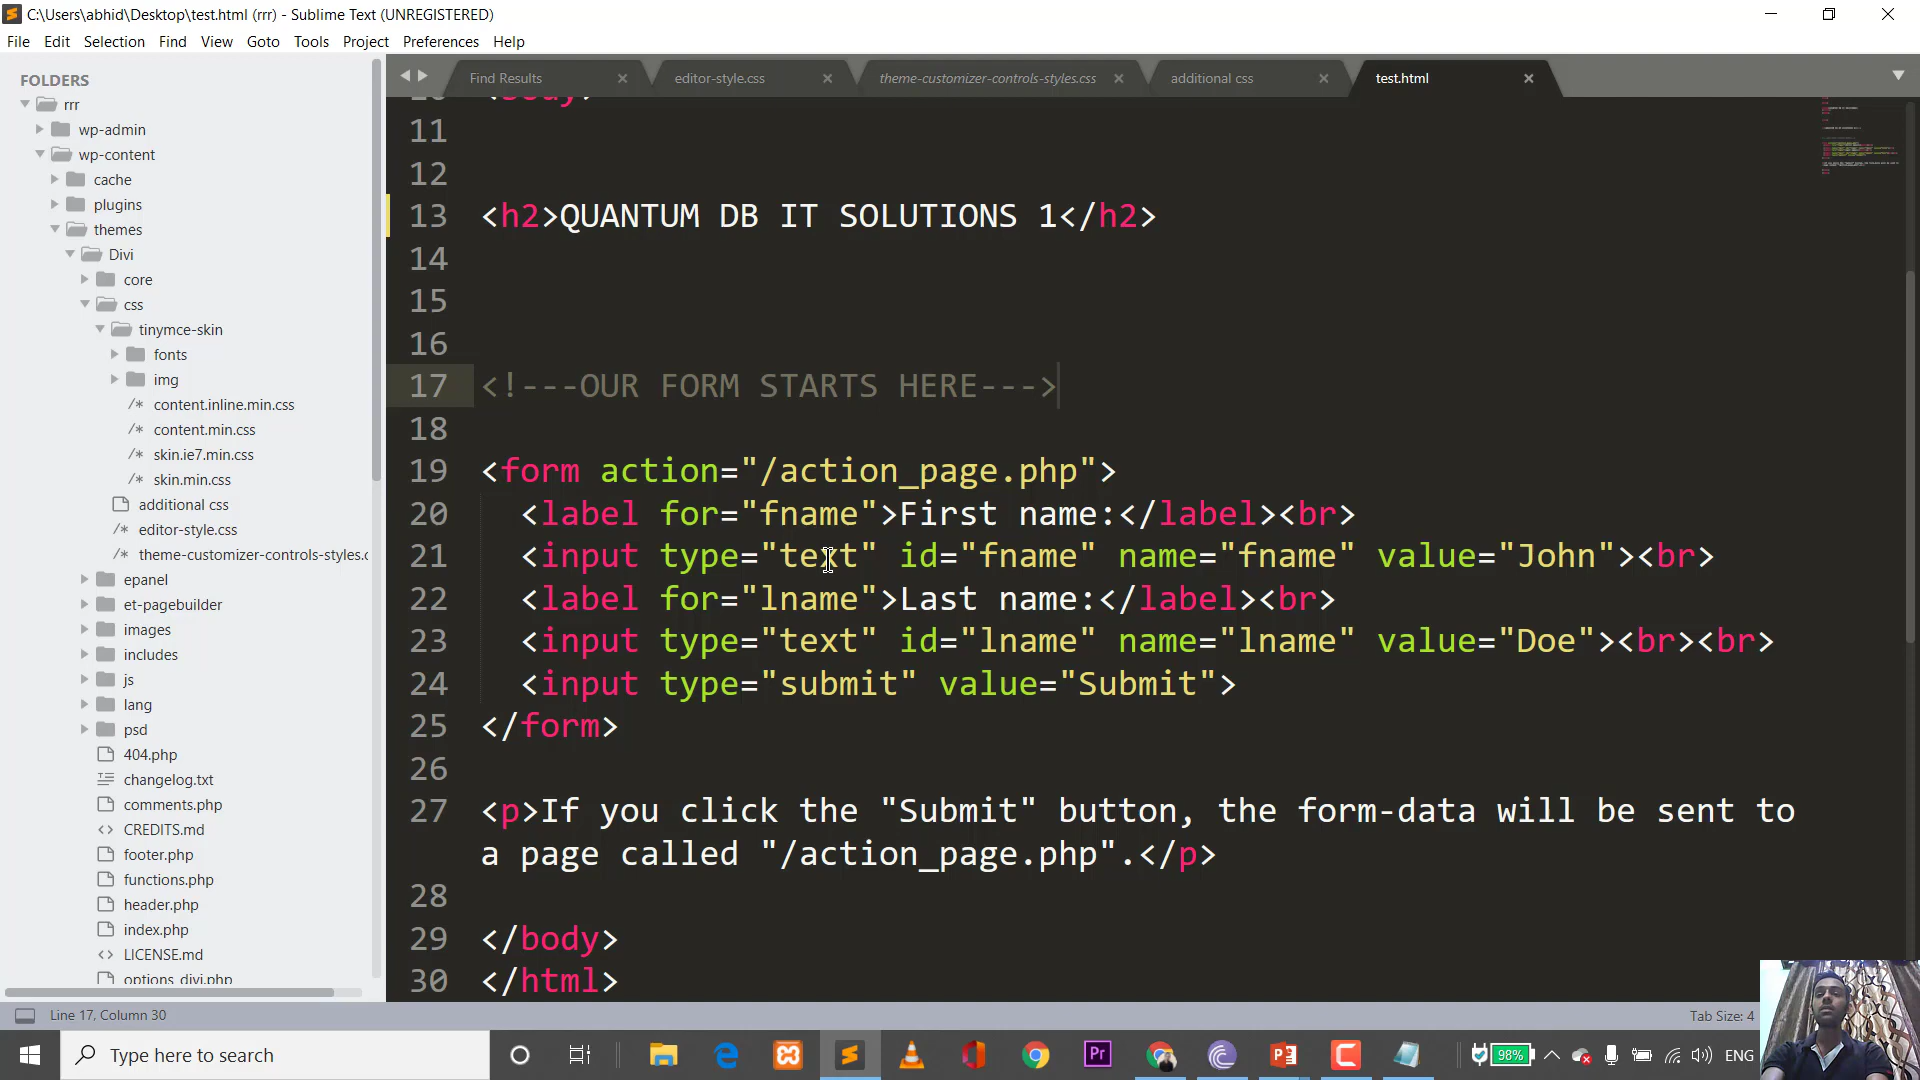 C:\Users\abhid\Desktop\test.html (rrr) - Sublime Text (UNREGISTERED)
File Edit Selection Find View Goto Tools Project Preferences Help
FOLDERS
rrr
wp-admin
wp-content
cache
plugins
themes
Divi
core
css
tinymce-skin
fonts
img
/* content.inline.min.css
/* content.min.css
/* skin.ie7.min.css
/* skin.min.css
additional css
/* editor-style.css
/* theme-customizer-controls-styles.c
epanel
et-pagebuilder
images
includes
js
lang
psd
404.php
changelog.txt
comments.php
<> CREDITS.md
footer.php
functions.php
header.php
index.php
<> LICENSE.md
options_divi.php
Find Results
editor-style.css
theme-customizer-controls-styles.css
additional css
test.html
10 <body>
11
12
13 <h2>QUANTUM DB IT SOLUTIONS 1</h2>
14
15
16
17 <!---OUR FORM STARTS HERE--->
18
19 <form action="/action_page.php">
20 <label for="fname">First name:</label><br>
21 <input type="text" id="fname" name="fname" value="John"><br>
22 <label for="lname">Last name:</label><br>
23 <input type="text" id="lname" name="lname" value="Doe"><br><br>
24 <input type="submit" value="Submit">
25 </form>
26
27 <p>If you click the "Submit" button, the form-data will be sent to
a page called "/action_page.php".</p>
28
29 </body>
30 </html>
Line 17, Column 30
Tab Size: 4
Type here to search
Pr
98%
ENG